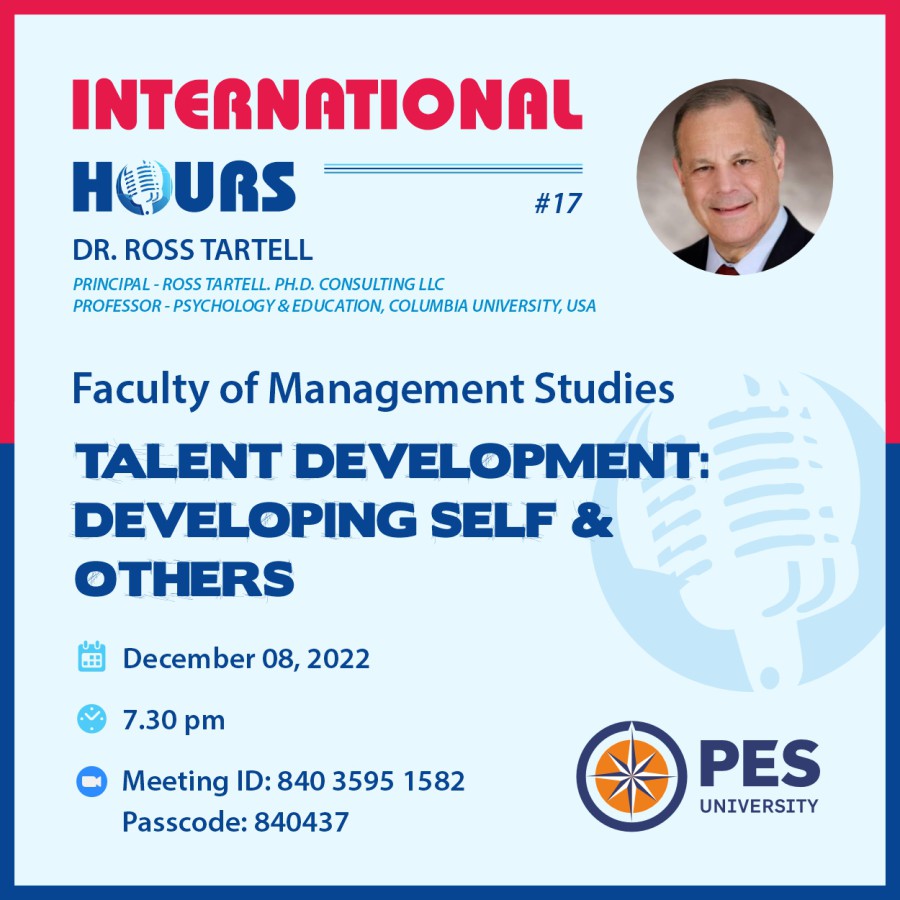 INTERNATIONAL
HOURS
#17
DR. ROSS TARTELL
PRINCIPAL - ROSS TARTELL. PH.D. CONSULTING LLC
PROFESSOR - PSYCHOLOGY & EDUCATION, COLUMBIA UNIVERSITY, USA
Faculty of Management Studies
TALENT DEVELOPMENT:
DEVELOPING SELF &
OTHERS
December 08, 2022
7.30 pm
Meeting ID: 840 3595 1582
Passcode: 840437
PES
UNIVERSITY